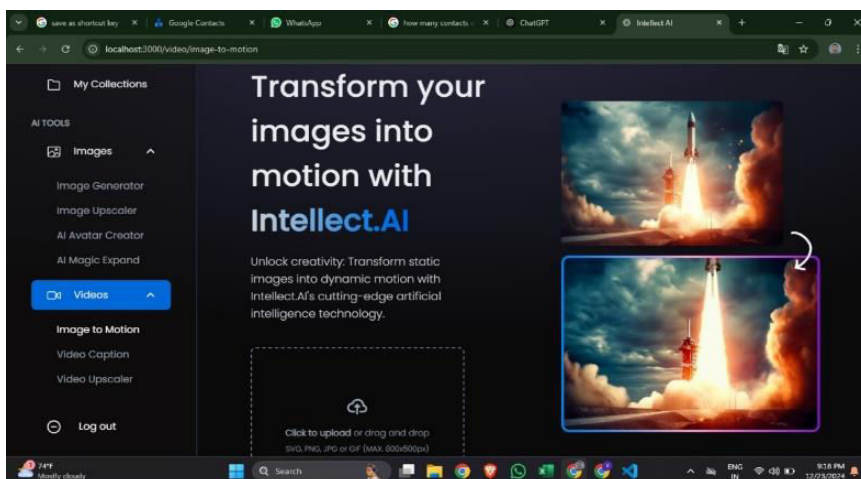 save as shortcut key
Google Contacts
WhatsApp
how many contacts
ChatGPT
Intellect AI
localhost:3000/video/image-to-motion
My Collections
AI TOOLS
Images
Image Generator
Image Upscaler
AI Avatar Creator
AI Magic Expand
Videos
Image to Motion
Video Caption
Video Upscaler
Log out
Transform your
images into
motion with
Intellect.AI
Unlock creativity: Transform static
images into dynamic motion with
Intellect.AI's cutting-edge artificial
intelligence technology.
Click to upload or drag and drop
SVG, PNG, JPG or GIF (MAX. 800x500px)
74°F
Mostly cloudy
Search
ENG
IN
9:16 PM
12/23/2024